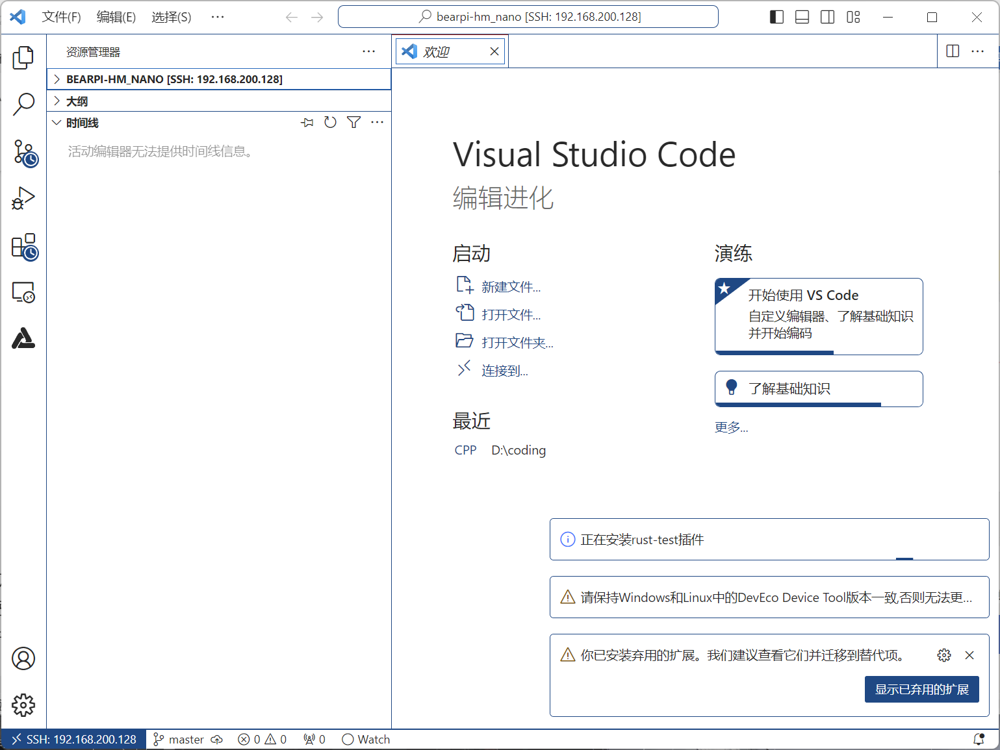 文件(F) 编辑(E) 选择(S) ···
bearpi-hm_nano [SSH: 192.168.200.128]
资源管理器
欢迎
BEARPI-HM_NANO [SSH: 192.168.200.128]
大纲
时间线
活动编辑器无法提供时间线信息。
Visual Studio Code
编辑进化
启动
新建文件...
打开文件...
打开文件夹...
连接到...
最近
CPP D:\coding
演练
开始使用 VS Code
自定义编辑器、了解基础知识
并开始编码
了解基础知识
更多...
正在安装rust-test插件
请保持Windows和Linux中的DevEco Device Tool版本一致,否则无法更...
你已安装弃用的扩展。我们建议查看它们并迁移到替代项。
显示已弃用的扩展
SSH: 192.168.200.128 master 0 0 0 Watch